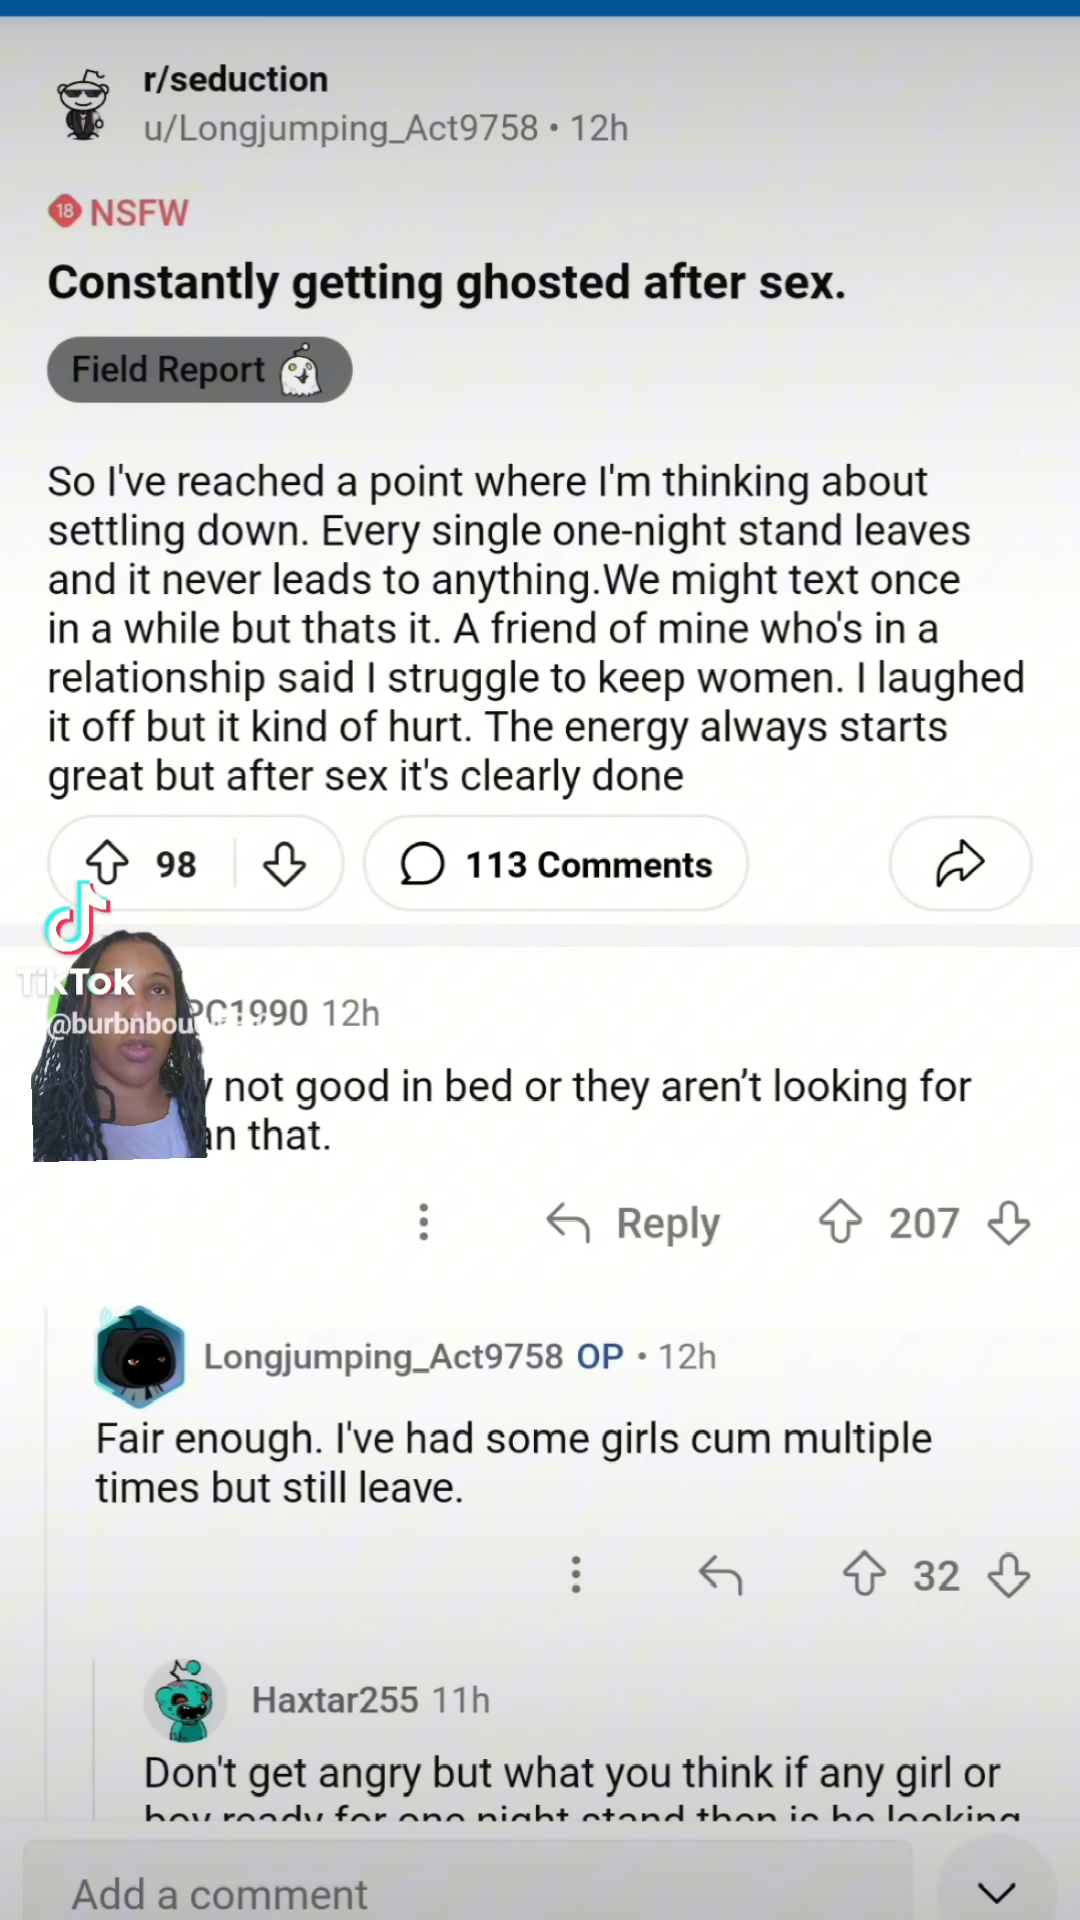 r/seduction
u/Longjumping_Act9758 • 12h
18 NSFW
Constantly getting ghosted after sex.
Field Report
So I've reached a point where I'm thinking about
settling down. Every single one-night stand leaves
and it never leads to anything.We might text once
in a while but thats it. A friend of mine who's in a
relationship said I struggle to keep women. I laughed
it off but it kind of hurt. The energy always starts
great but after sex it's clearly done
98
113 Comments
TikTok
PC1990 12h
@burbnbou
not good in bed or they aren’t looking for
that.
Reply
207
Longjumping_Act9758 OP • 12h
Fair enough. I've had some girls cum multiple
times but still leave.
32
Haxtar255 11h
Don't get angry but what you think if any girl or
boy ready for one night stand then is he looking
Add a comment